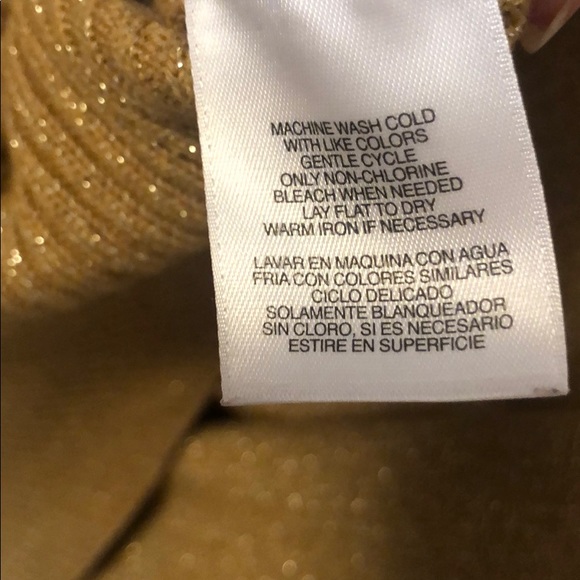 MACHINE WASH COLD
WITH LIKE COLORS
GENTLE CYCLE
ONLY NON-CHLORINE
BLEACH WHEN NEEDED
LAY FLAT TO DRY
WARM IRON IF NECESSARY
LAVAR EN MAQUINA CON AGUA
FRIA CON COLORES SIMILARES
CICLO DELICADO
SOLAMENTE BLANQUEADOR
SIN CLORO, SI ES NECESARIO
ESTIRE EN SUPERFICIE